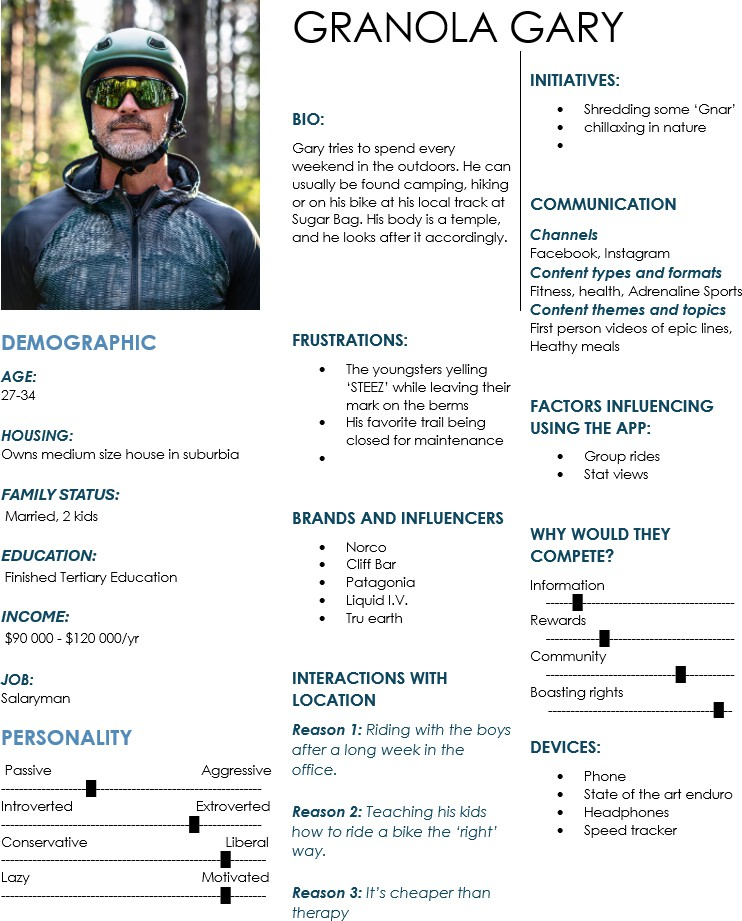 GRANOLA GARY
BIO:
Gary tries to spend every
weekend in the outdoors. He can
usually be found camping, hiking
or on his bike at his local track at
Sugar Bag. His body is a temple,
and he looks after it accordingly.
INITIATIVES:
• Shredding some ‘Gnar’
• chillaxing in nature
•
COMMUNICATION
Channels
Facebook, Instagram
Content types and formats
Fitness, health, Adrenaline Sports
Content themes and topics
First person videos of epic lines,
Heathy meals
DEMOGRAPHIC
AGE:
27-34
HOUSING:
Owns medium size house in suburbia
FAMILY STATUS:
Married, 2 kids
EDUCATION:
Finished Tertiary Education
INCOME:
$90 000 - $120 000/yr
JOB:
Salaryman
PERSONALITY
Passive Aggressive
Introverted Extroverted
Conservative Liberal
Lazy Motivated
FRUSTRATIONS:
• The youngsters yelling
‘STEEZ’ while leaving their
mark on the berms
• His favorite trail being
closed for maintenance
•
BRANDS AND INFLUENCERS
• Norco
• Cliff Bar
• Patagonia
• Liquid I.V.
• Tru earth
INTERACTIONS WITH
LOCATION
Reason 1: Riding with the boys
after a long week in the
office.
Reason 2: Teaching his kids
how to ride a bike the ‘right’
way.
Reason 3: It’s cheaper than
therapy
FACTORS INFLUENCING
USING THE APP:
• Group rides
• Stat views
WHY WOULD THEY
COMPETE?
Information
Rewards
Community
Boasting rights
DEVICES:
• Phone
• State of the art enduro
• Headphones
• Speed tracker